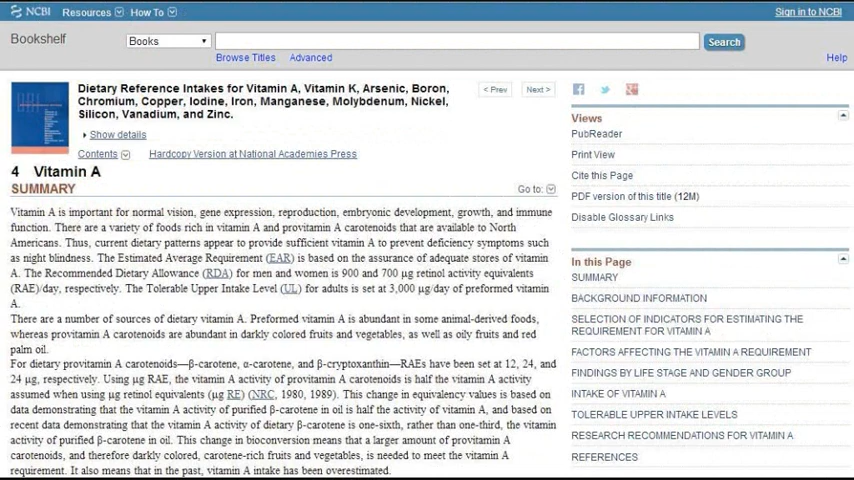 NCBI Resources How To Sign in to NCBI
Bookshelf Books Search
Browse Titles Advanced Help
Dietary Reference Intakes for Vitamin A, Vitamin K, Arsenic, Boron,
Chromium, Copper, Iodine, Iron, Manganese, Molybdenum, Nickel,
Silicon, Vanadium, and Zinc.
< Prev Next >
Show details
Contents Hardcopy Version at National Academies Press
4 Vitamin A
SUMMARY
Go to:
Vitamin A is important for normal vision, gene expression, reproduction, embryonic development, growth, and immune
function. There are a variety of foods rich in vitamin A and provitamin A carotenoids that are available to North
Americans. Thus, current dietary patterns appear to provide sufficient vitamin A to prevent deficiency symptoms such
as night blindness. The Estimated Average Requirement (EAR) is based on the assurance of adequate stores of vitamin
A. The Recommended Dietary Allowance (RDA) for men and women is 900 and 700 µg retinol activity equivalents
(RAE)/day, respectively. The Tolerable Upper Intake Level (UL) for adults is set at 3,000 µg/day of preformed vitamin
A.
There are a number of sources of dietary vitamin A. Preformed vitamin A is abundant in some animal-derived foods,
whereas provitamin A carotenoids are abundant in darkly colored fruits and vegetables, as well as oily fruits and red
palm oil.
For dietary provitamin A carotenoids—β-carotene, α-carotene, and β-cryptoxanthin—RAEs have been set at 12, 24, and
24 µg, respectively. Using µg RAE, the vitamin A activity of provitamin A carotenoids is half the vitamin A activity
assumed when using µg retinol equivalents (µg RE) (NRC, 1980, 1989). This change in equivalency values is based on
data demonstrating that the vitamin A activity of purified β-carotene in oil is half the activity of vitamin A, and based on
recent data demonstrating that the vitamin A activity of dietary β-carotene is one-sixth, rather than one-third, the vitamin
activity of purified β-carotene in oil. This change in bioconversion means that a larger amount of provitamin A
carotenoids, and therefore darkly colored, carotene-rich fruits and vegetables, is needed to meet the vitamin A
requirement. It also means that in the past, vitamin A intake has been overestimated.
Views
PubReader
Print View
Cite this Page
PDF version of this title (12M)
Disable Glossary Links
In this Page
SUMMARY
BACKGROUND INFORMATION
SELECTION OF INDICATORS FOR ESTIMATING THE
REQUIREMENT FOR VITAMIN A
FACTORS AFFECTING THE VITAMIN A REQUIREMENT
FINDINGS BY LIFE STAGE AND GENDER GROUP
INTAKE OF VITAMIN A
TOLERABLE UPPER INTAKE LEVELS
RESEARCH RECOMMENDATIONS FOR VITAMIN A
REFERENCES